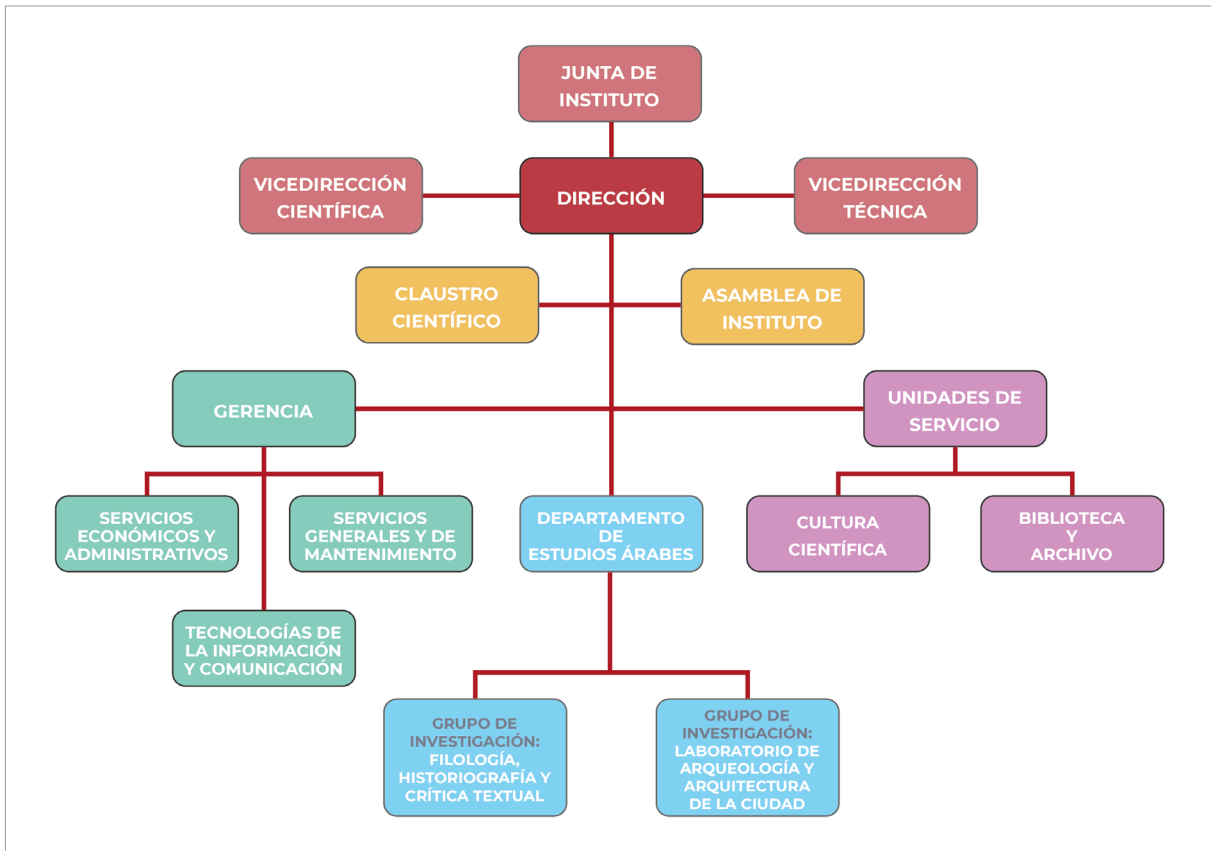 JUNTA DE
INSTITUTO
VICEDIRECCIÓN
CIENTÍFICA
DIRECCIÓN
VICEDIRECCIÓN
TÉCNICA
CLAUSTRO
CIENTÍFICO
ASAMBLEA DE
INSTITUTO
GERENCIA
UNIDADES DE
SERVICIO
SERVICIOS
ECONÓMICOS Y
ADMINISTRATIVOS
SERVICIOS
GENERALES Y DE
MANTENIMIENTO
DEPARTAMENTO
DE
ESTUDIOS ÁRABES
CULTURA
CIENTÍFICA
BIBLIOTECA
Y
ARCHIVO
TECNOLOGÍAS DE
LA INFORMACIÓN
Y COMUNICACIÓN
GRUPO DE
INVESTIGACIÓN:
FILOLOGÍA,
HISTORIOGRAFÍA Y
CRÍTICA TEXTUAL
GRUPO DE
INVESTIGACIÓN:
LABORATORIO DE
ARQUEOLOGÍA Y
ARQUITECTURA
DE LA CIUDAD